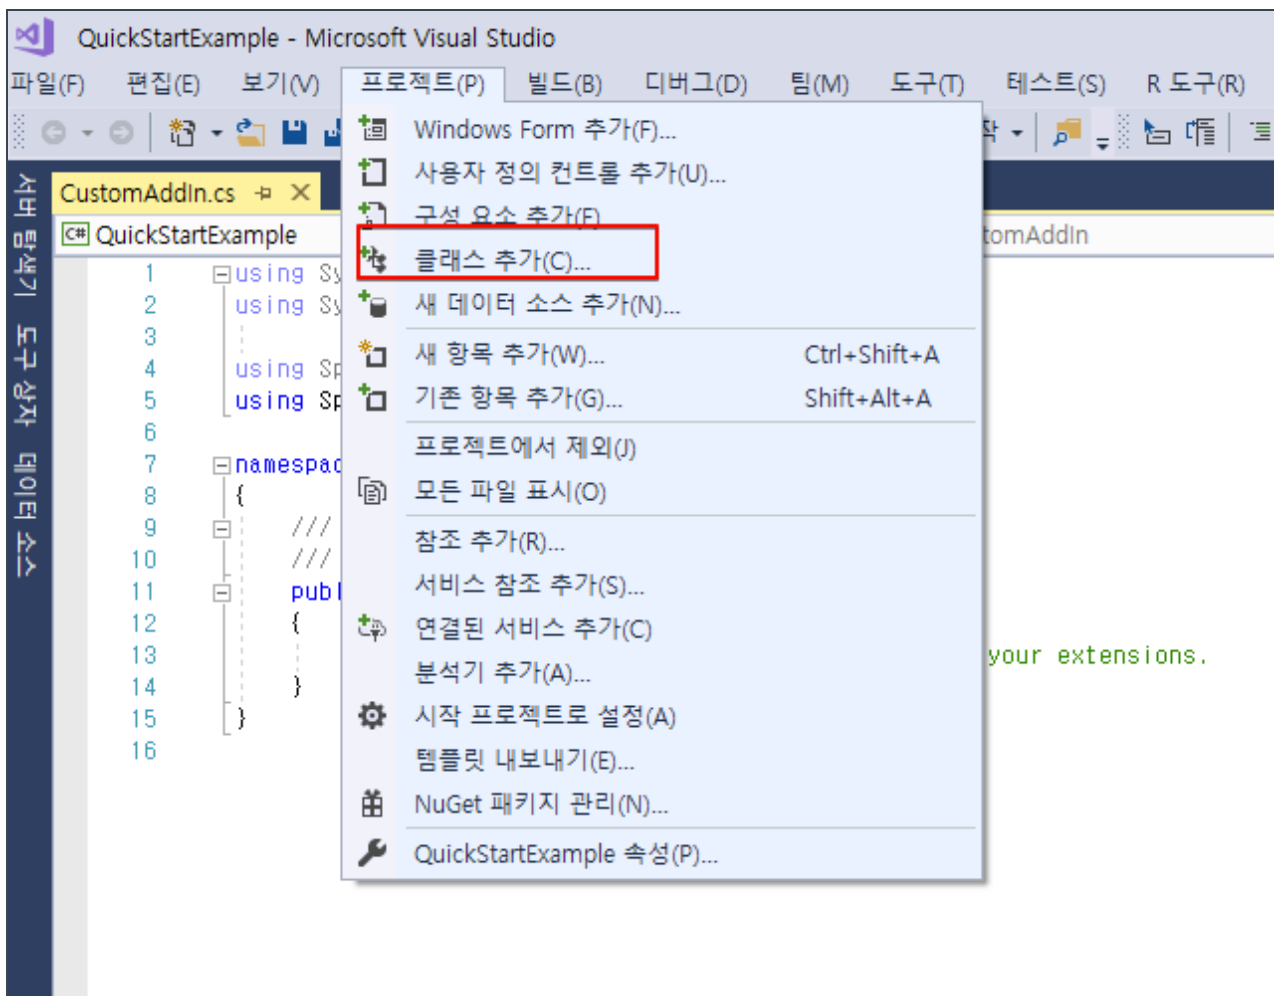 QuickStartExample - Microsoft Visual Studio
파일(F) 편집(E) 보기(V) 프로젝트(P) 빌드(B) 디버그(D) 팀(M) 도구(T) 테스트(S) R 도구(R)
서버 탐색기
도구 상자
데이터 소스
CustomAddIn.cs
C# QuickStartExample
tomAddIn
Windows Form 추가(F)...
사용자 정의 컨트롤 추가(U)...
구성 요소 추가(F)
클래스 추가(C)...
새 데이터 소스 추가(N)...
새 항목 추가(W)... Ctrl+Shift+A
기존 항목 추가(G)... Shift+Alt+A
프로젝트에서 제외(J)
모든 파일 표시(O)
참조 추가(R)...
서비스 참조 추가(S)...
연결된 서비스 추가(C)
분석기 추가(A)...
시작 프로젝트로 설정(A)
템플릿 내보내기(E)...
NuGet 패키지 관리(N)...
QuickStartExample 속성(P)...
1 using Sy
2 using Sy
3
4 using Sp
5 using Sp
6
7 namespac
8 {
9 ///
10 ///
11 publ
12 {
13 your extensions.
14 }
15 }
16